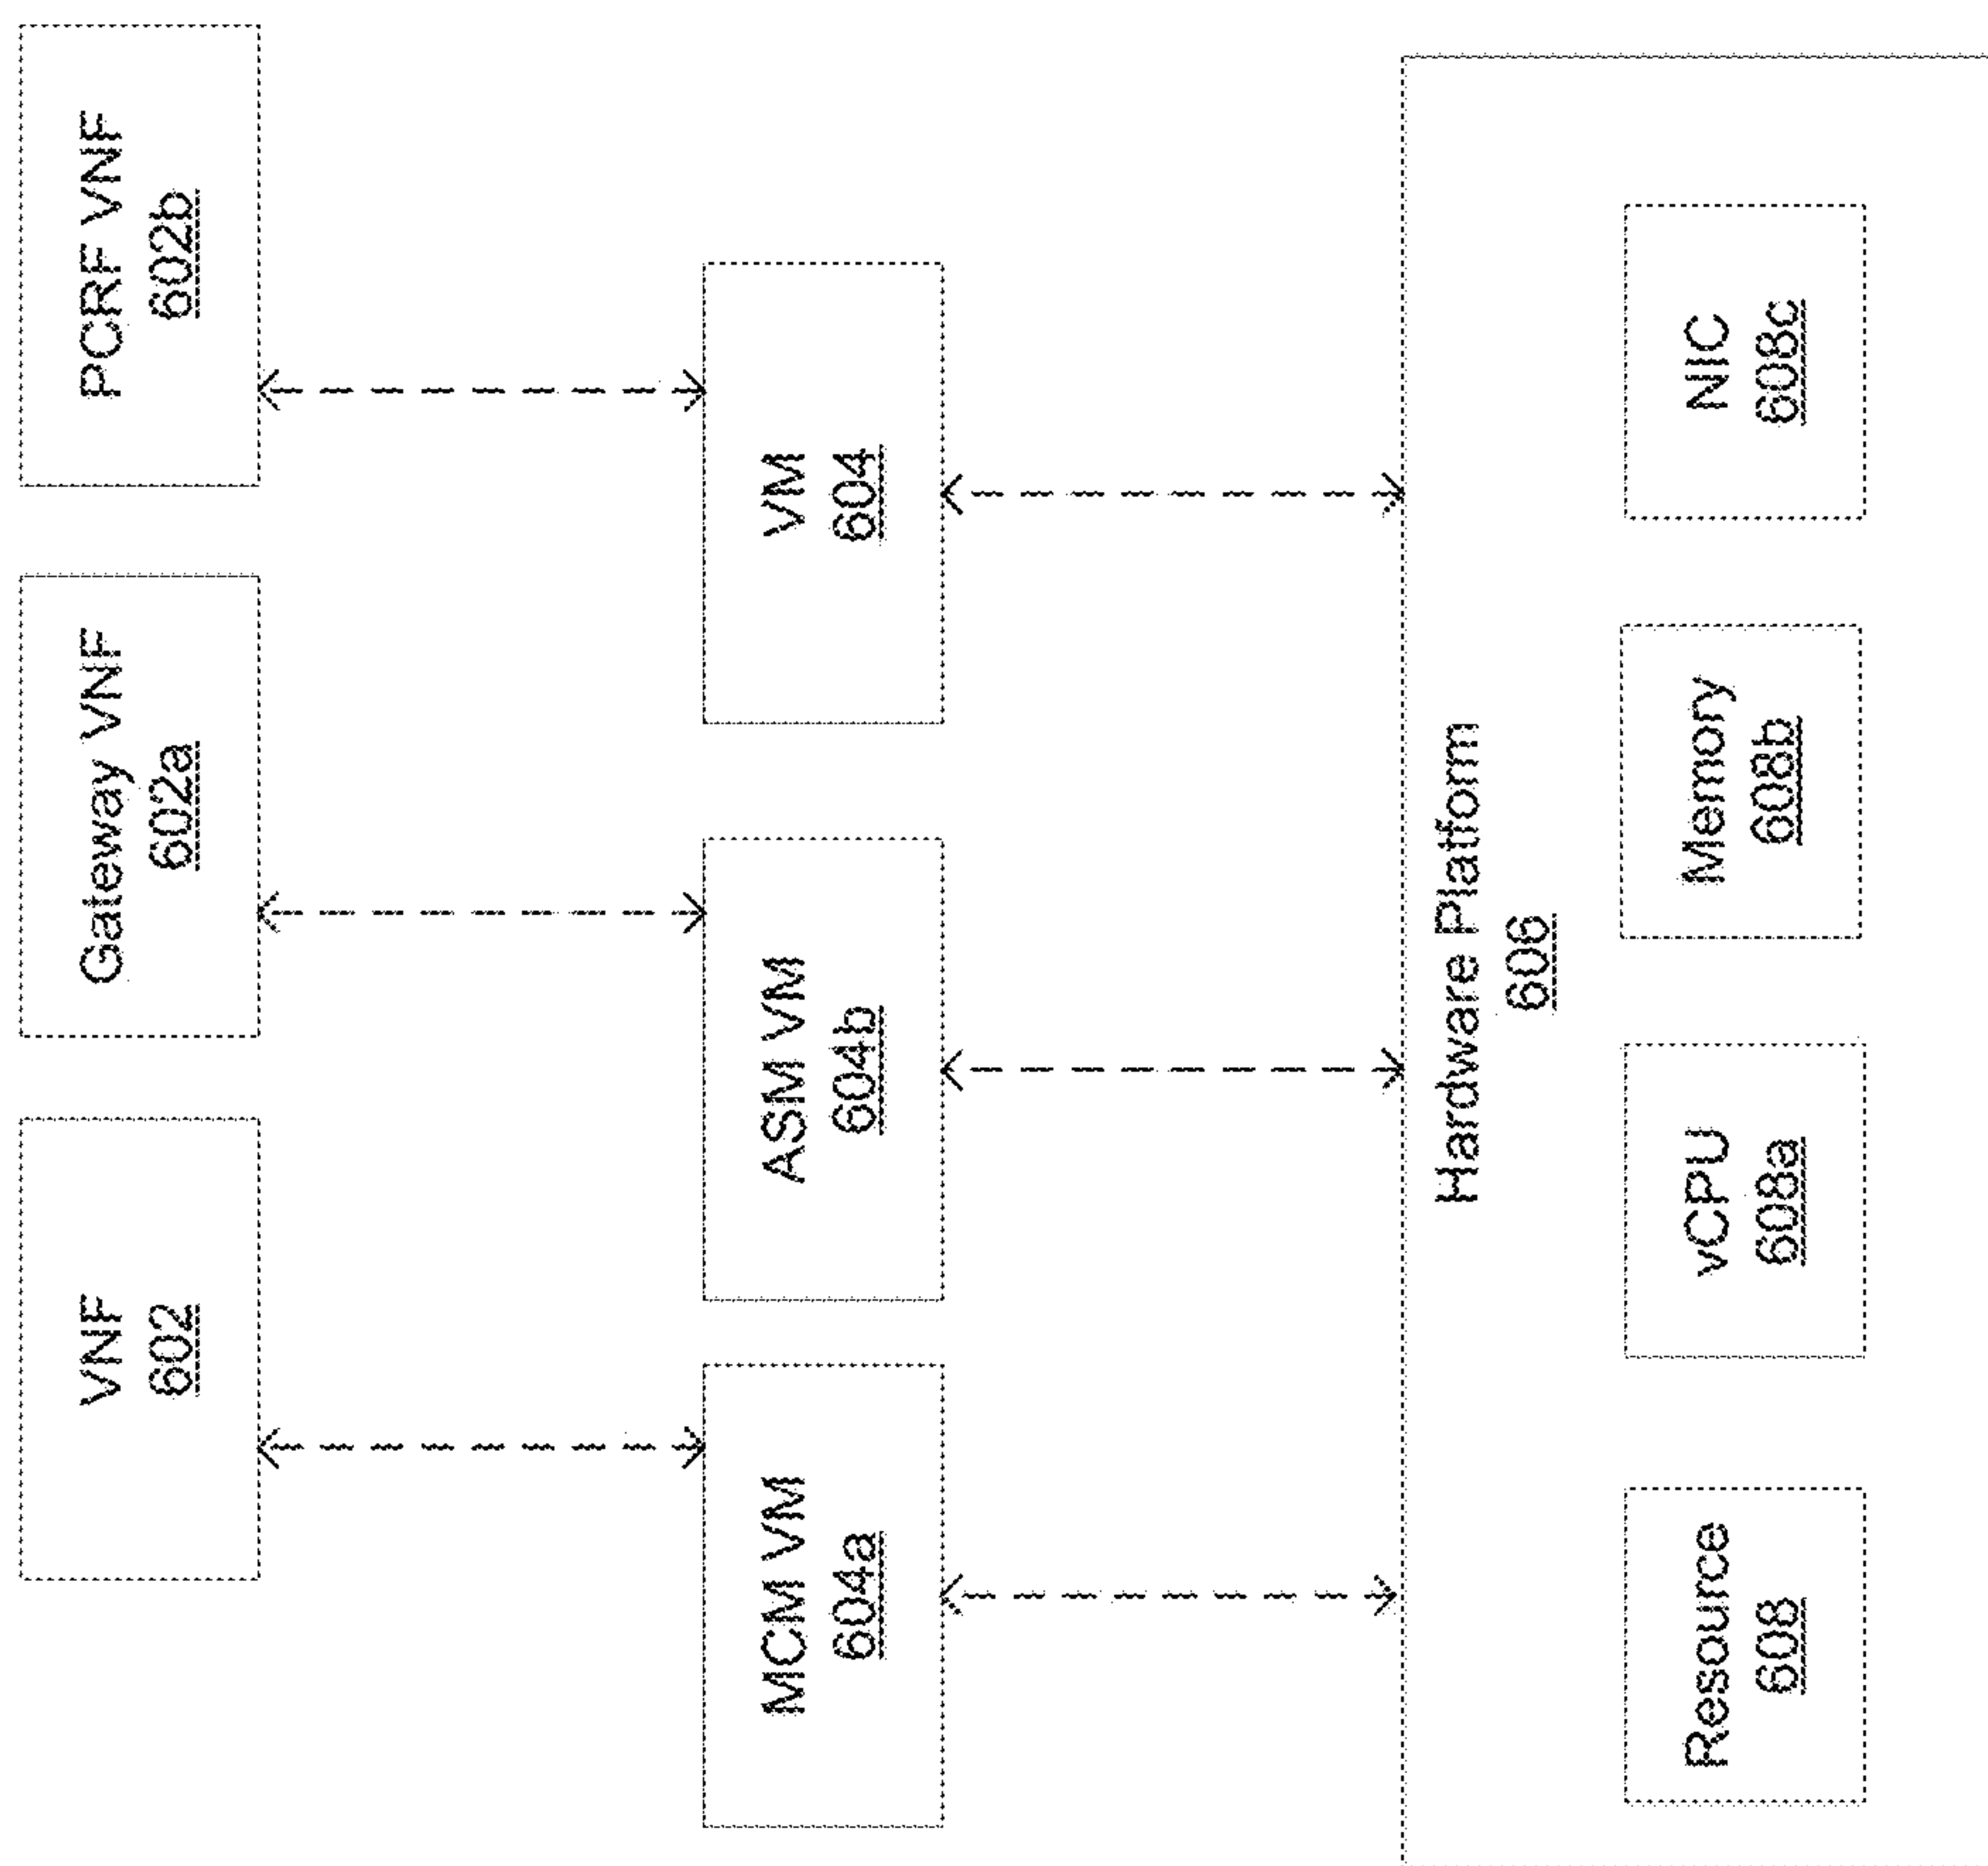 VNF
602
Gateway VNF
602a
PCRF VNF
602b
MCM VM
604a
ASM VM
604b
VM
604
Hardware Platform
606
Resource
608
vCPU
608a
Memory
608b
NIC
608c